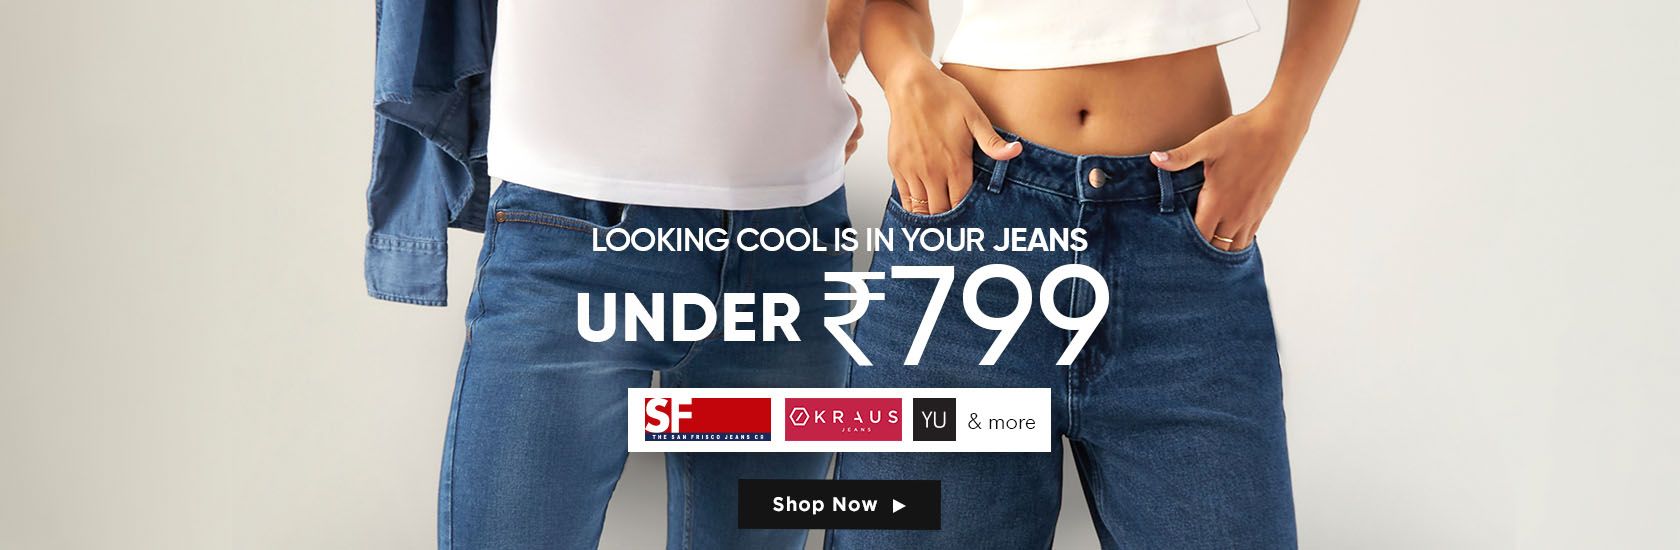 LOOKING COOL IS IN YOUR JEANS
UNDER ₹799
SF
THE SAN FRISCO JEANS CO
KRAUS
JEANS
YU
& more
Shop Now